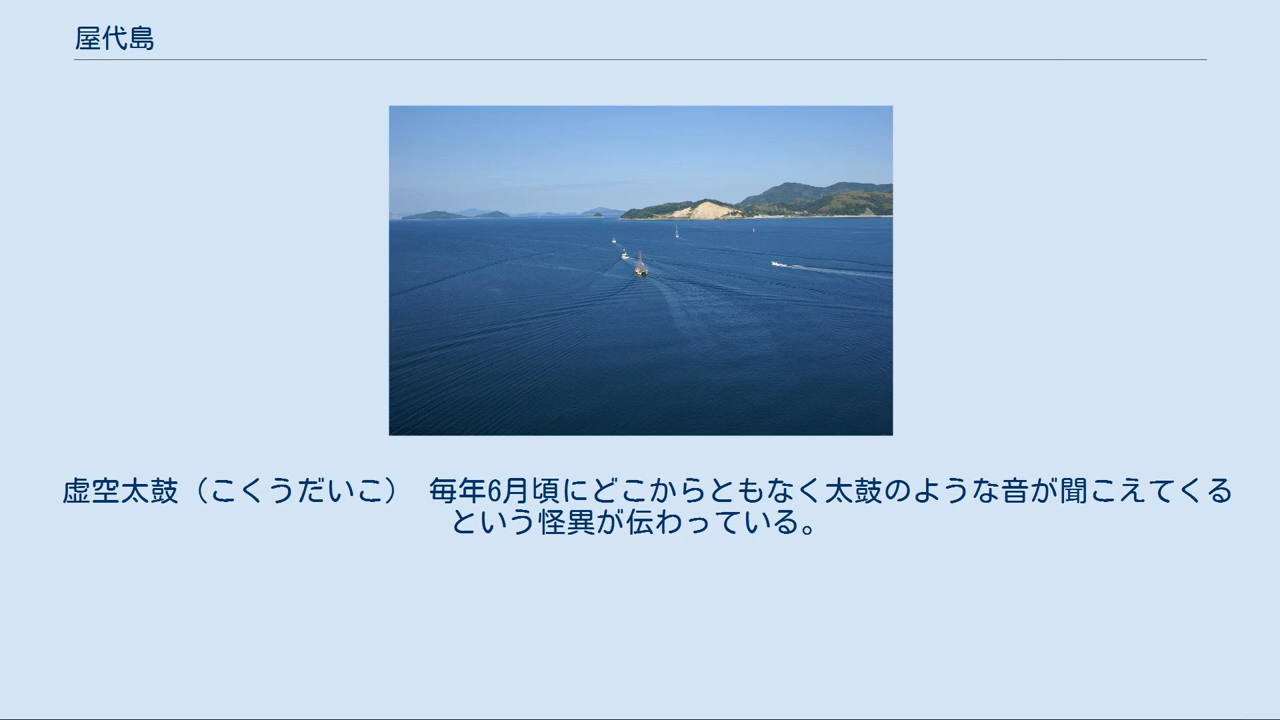 屋代島
虚空太鼓（こくうだいこ）　毎年6月頃にどこからともなく太鼓のような音が聞こえてくる
という怪異が伝わっている。